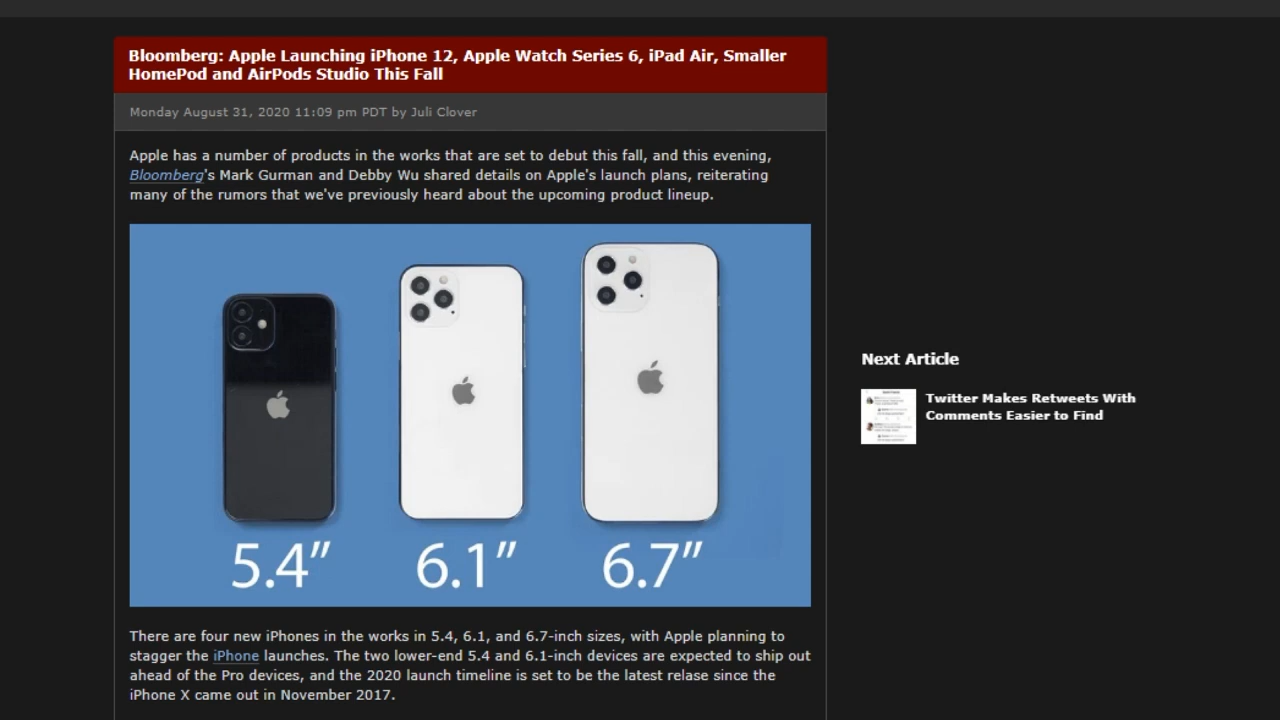 Bloomberg: Apple Launching iPhone 12, Apple Watch Series 6, iPad Air, Smaller
HomePod and AirPods Studio This Fall
Monday August 31, 2020 11:09 pm PDT by Juli Clover
Apple has a number of products in the works that are set to debut this fall, and this evening,
Bloomberg's Mark Gurman and Debby Wu shared details on Apple's launch plans, reiterating
many of the rumors that we've previously heard about the upcoming product lineup.
5.4” 6.1” 6.7”
There are four new iPhones in the works in 5.4, 6.1, and 6.7-inch sizes, with Apple planning to
stagger the iPhone launches. The two lower-end 5.4 and 6.1-inch devices are expected to ship out
ahead of the Pro devices, and the 2020 launch timeline is set to be the latest relase since the
iPhone X came out in November 2017.
Next Article
Twitter Makes Retweets With
Comments Easier to Find